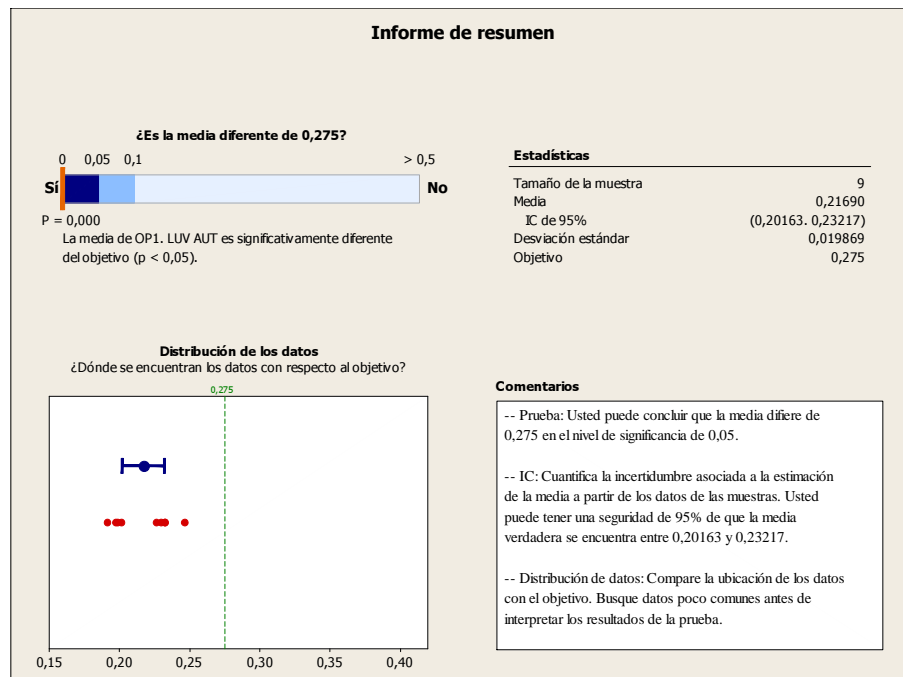 Informe de resumen
¿Es la media diferente de 0,275?
0 0,05 0,1 > 0,5
Sí No
P = 0,000
La media de OP1. LUV AUT es significativamente diferente
del objetivo (p < 0,05).
Estadísticas
Tamaño de la muestra 9
Media 0,21690
IC de 95% (0,20163. 0,23217)
Desviación estándar 0,019869
Objetivo 0,275
Distribución de los datos
¿Dónde se encuentran los datos con respecto al objetivo?
0,275
0,15 0,20 0,25 0,30 0,35 0,40
Comentarios
-- Prueba: Usted puede concluir que la media difiere de
0,275 en el nivel de significancia de 0,05.
-- IC: Cuantifica la incertidumbre asociada a la estimación
de la media a partir de los datos de las muestras. Usted
puede tener una seguridad de 95% de que la media
verdadera se encuentra entre 0,20163 y 0,23217.
-- Distribución de datos: Compare la ubicación de los datos
con el objetivo. Busque datos poco comunes antes de
interpretar los resultados de la prueba.